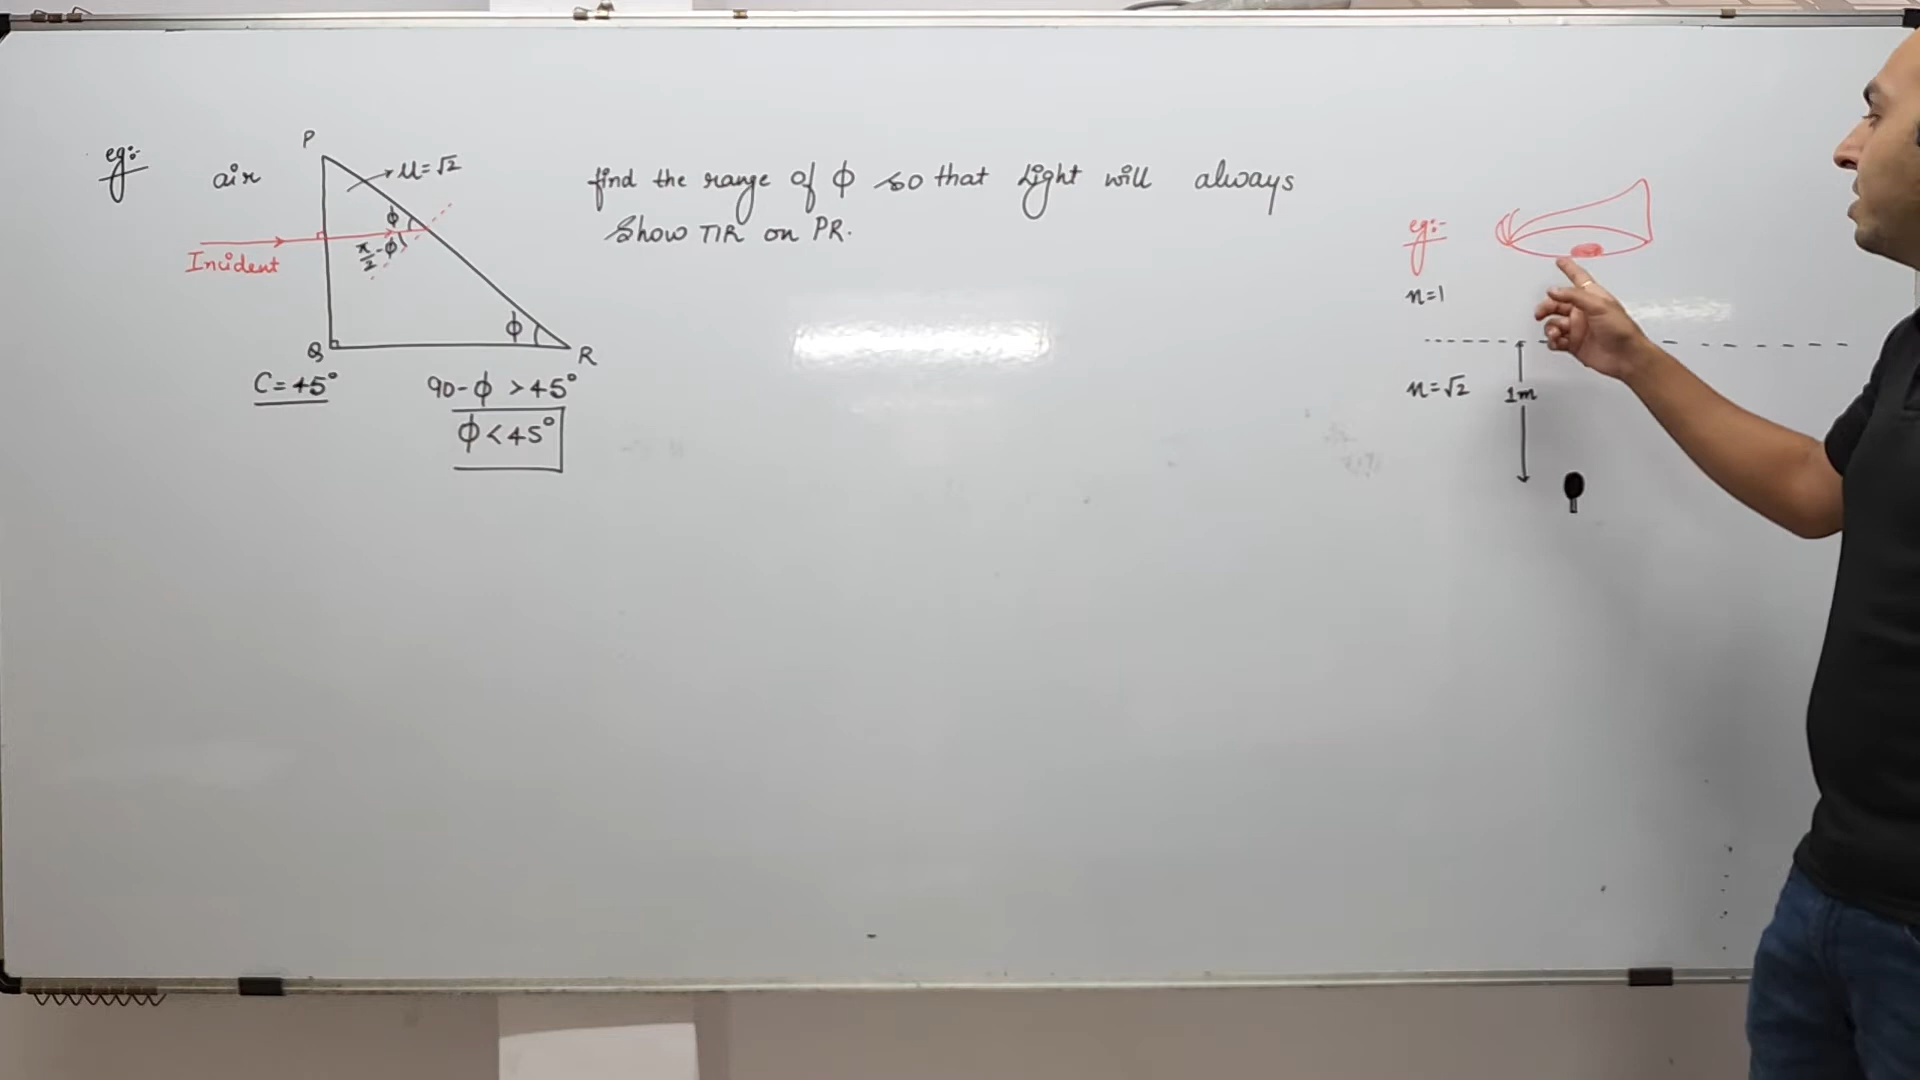 eg:-
air
P
μ=√2
φ
π/2-φ
Incident
φ
Q
R
C=45°
90-φ >45°
φ<45°
find the range of φ so that light will always
Show TIR on PR.
eg:-
n=1
n=√2
1m